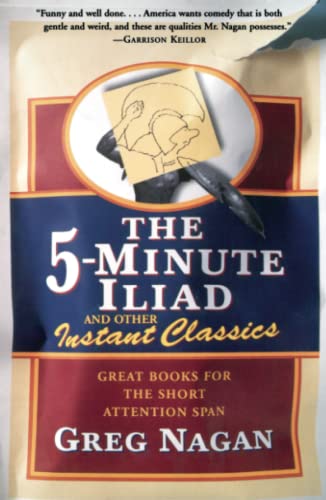 "Funny and well done. . . . America wants comedy that is both
gentle and weird, and these are qualities Mr. Nagan possesses."
—GARRISON KEILLOR
THE
5-MINUTE
ILIAD
AND OTHER
Instant Classics
GREAT BOOKS FOR
THE SHORT
ATTENTION SPAN
GREG NAGAN